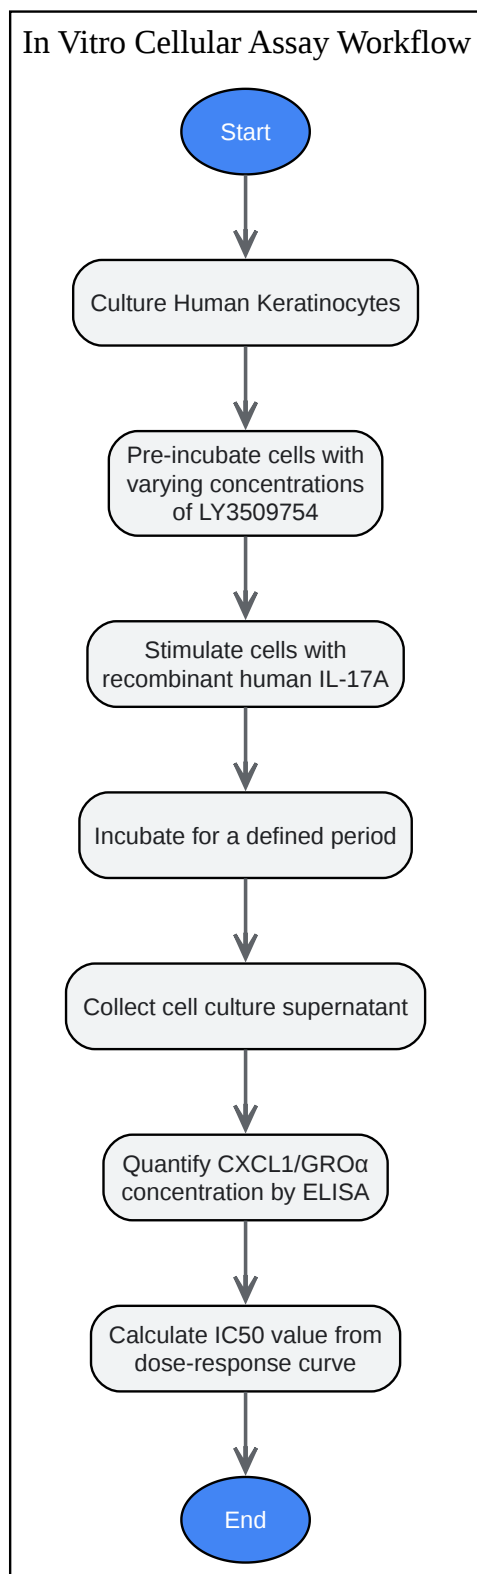 In Vitro Cellular Assay Workflow
Start
Culture Human Keratinocytes
Pre-incubate cells with
varying concentrations
of LY3509754
Stimulate cells with
recombinant human IL-17A
Incubate for a defined period
Collect cell culture supernatant
Quantify CXCL1/GROα
concentration by ELISA
Calculate IC50 value from
dose-response curve
End